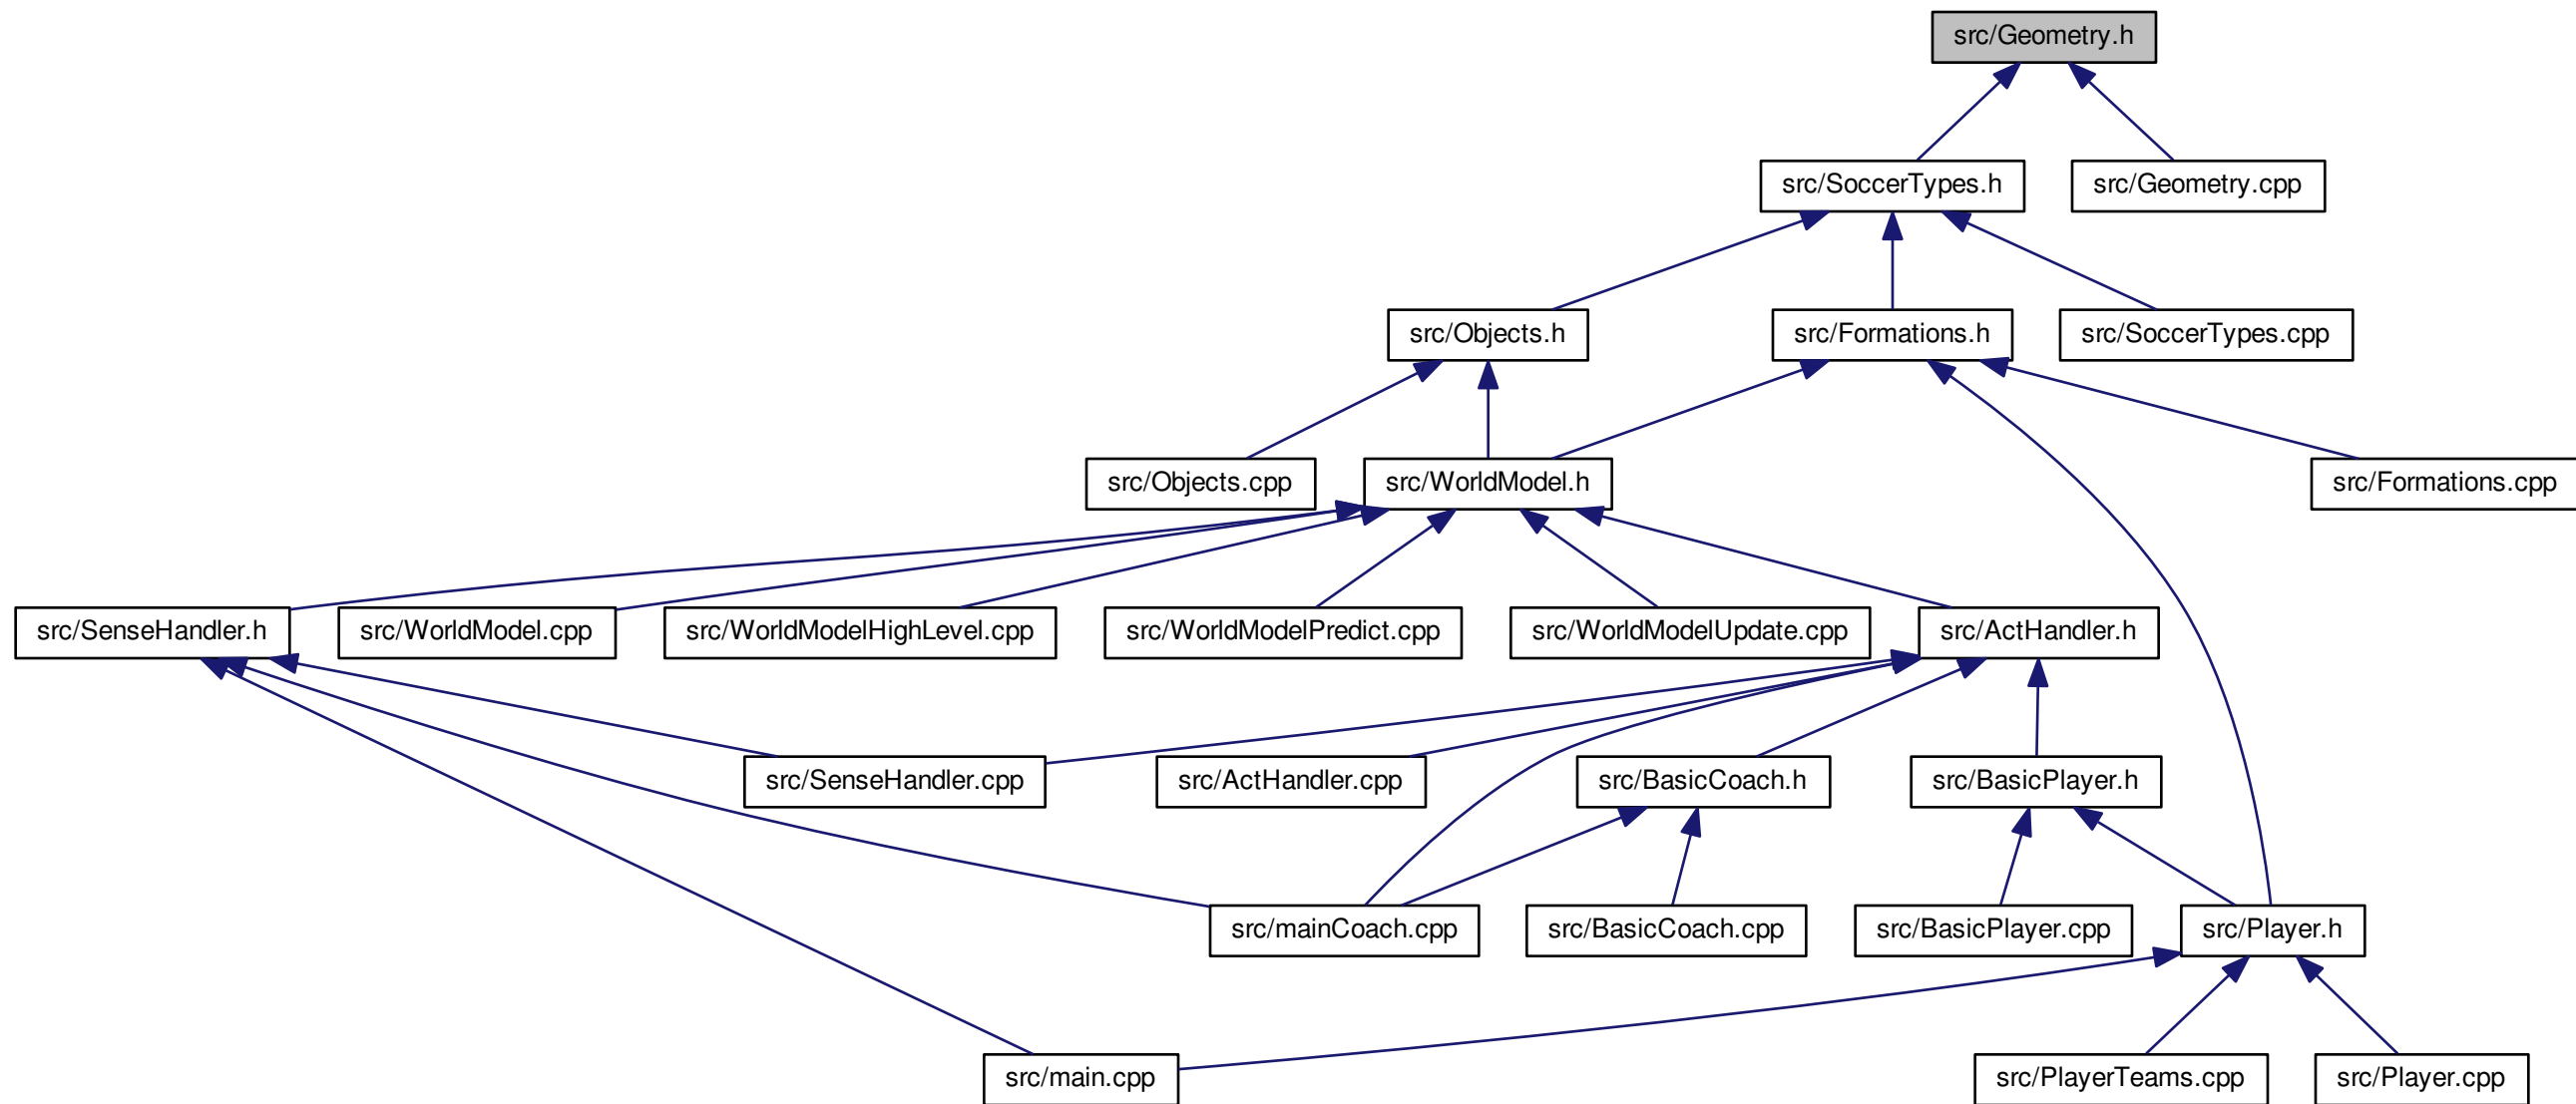 src/Geometry.h
src/SoccerTypes.h
src/Geometry.cpp
src/Objects.h
src/Formations.h
src/SoccerTypes.cpp
src/Objects.cpp
src/WorldModel.h
src/Formations.cpp
src/SenseHandler.h
src/WorldModel.cpp
src/WorldModelHighLevel.cpp
src/WorldModelPredict.cpp
src/WorldModelUpdate.cpp
src/ActHandler.h
src/SenseHandler.cpp
src/ActHandler.cpp
src/BasicCoach.h
src/BasicPlayer.h
src/mainCoach.cpp
src/BasicCoach.cpp
src/BasicPlayer.cpp
src/Player.h
src/main.cpp
src/PlayerTeams.cpp
src/Player.cpp